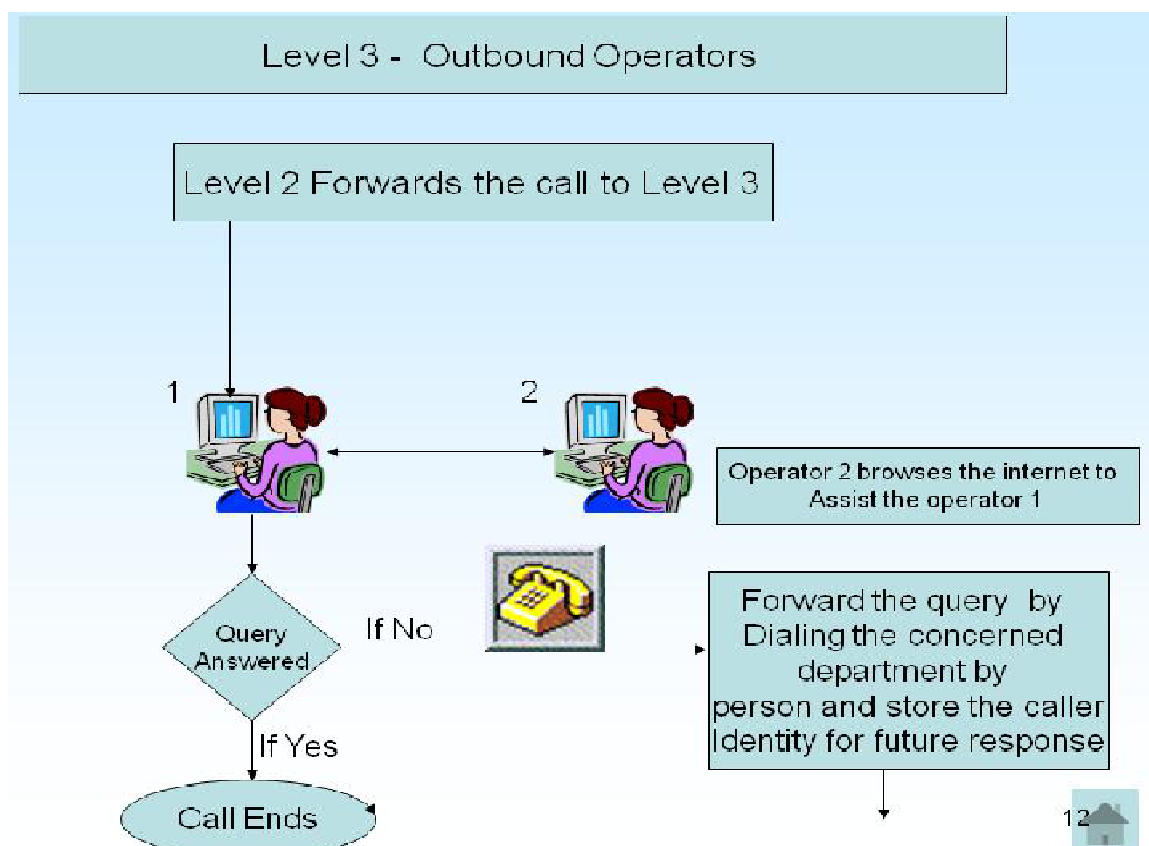 Level 3 - Outbound Operators
Level 2 Forwards the call to Level 3
1
2
Operator 2 browses the internet to
Assist the operator 1
Query
Answered
If No
Forward the query by
Dialing the concerned
department by
person and store the caller
Identity for future response
If Yes
Call Ends
12